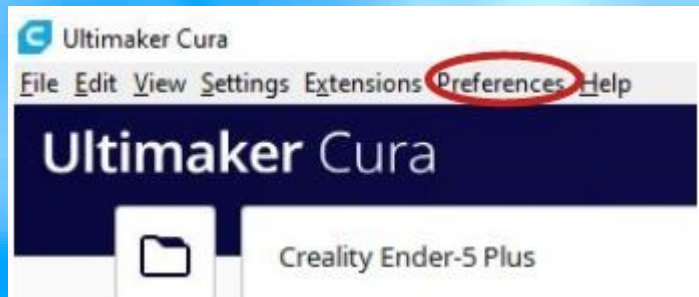 Ultimaker Cura
File Edit View Settings Extensions Preferences Help
Ultimaker Cura
Creality Ender-5 Plus